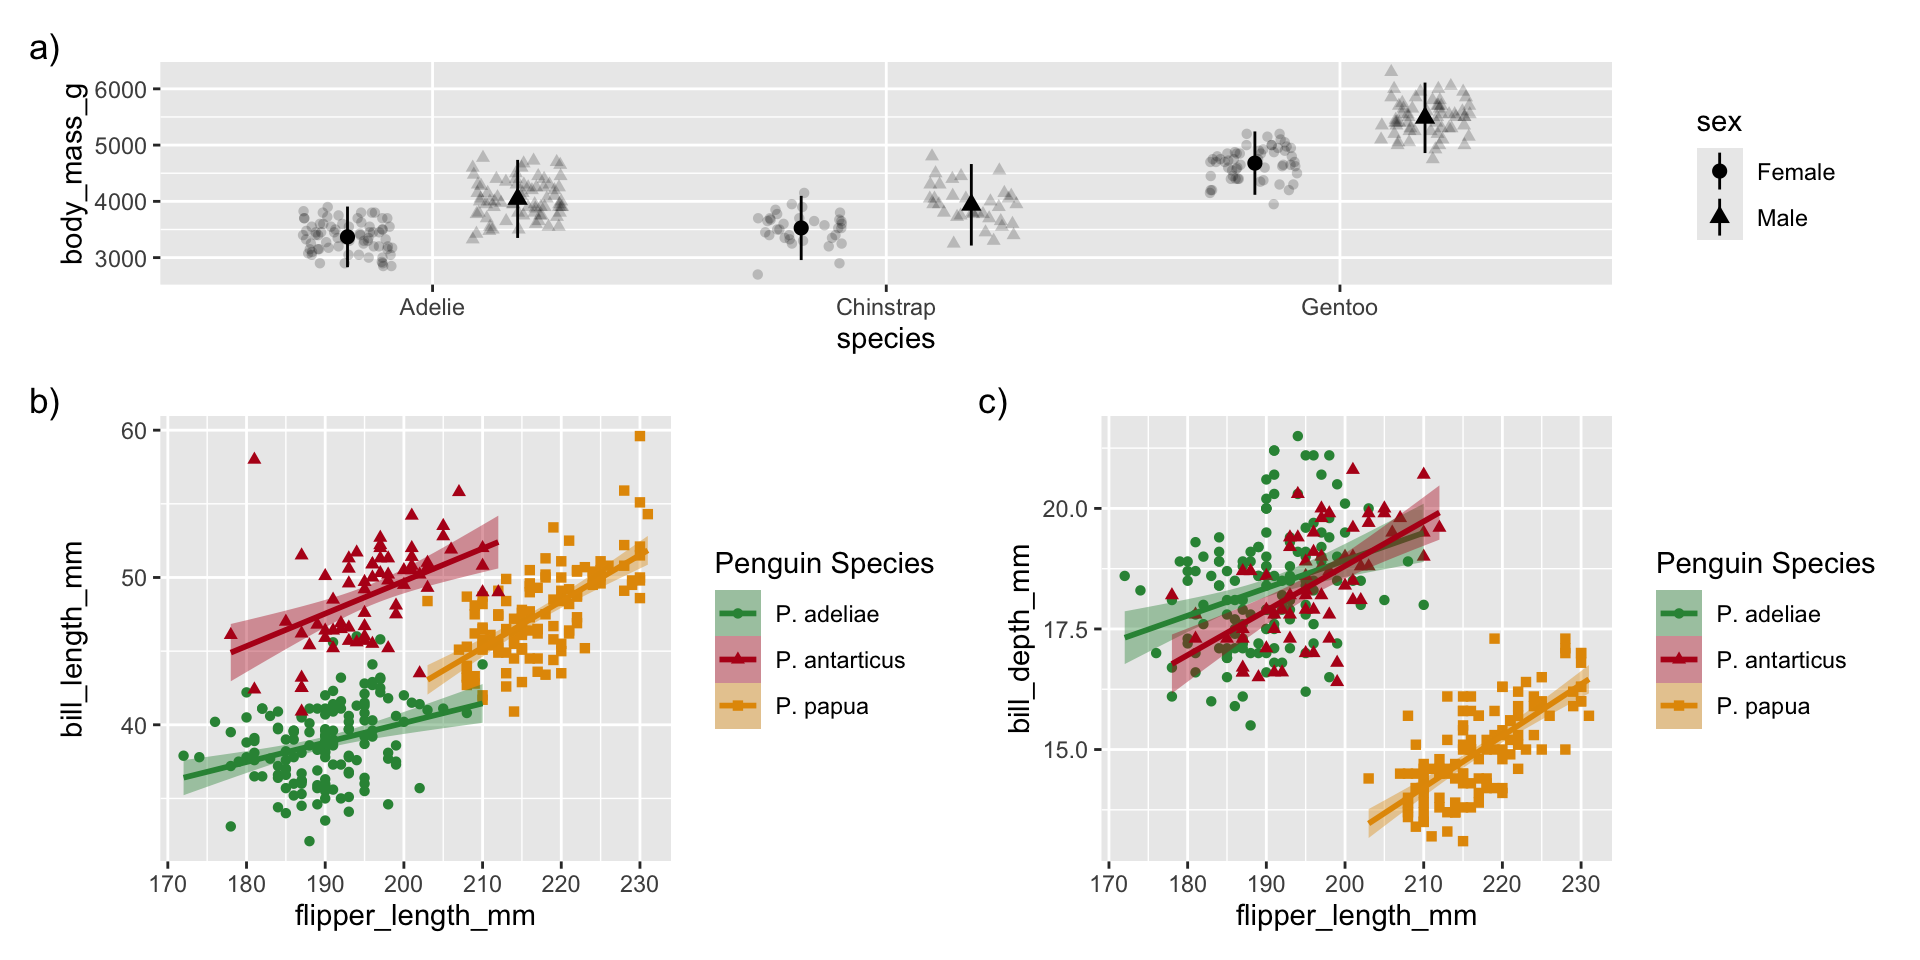 a)
body_mass_g
6000
5000
4000
3000
Adelie Chinstrap Gentoo
species
sex
Female
Male
b)
bill_length_mm
60
50
40
170 180 190 200 210 220 230
flipper_length_mm
Penguin Species
P. adeliae
P. antarticus
P. papua
c)
bill_depth_mm
20.0
17.5
15.0
170 180 190 200 210 220 230
flipper_length_mm
Penguin Species
P. adeliae
P. antarticus
P. papua